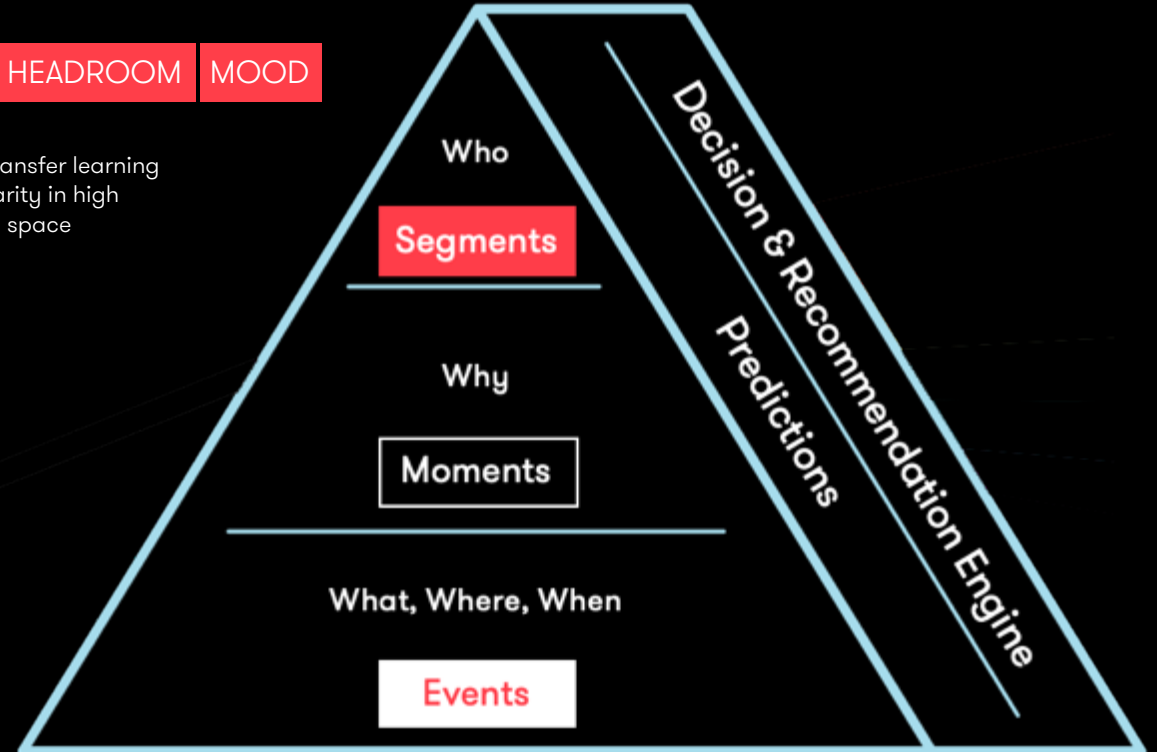 HEADROOM MOOD
ansfer learning
arity in high
space
Who
Segments
Why
Moments
What, Where, When
Events
Predictions
Decision & Recommendation Engine